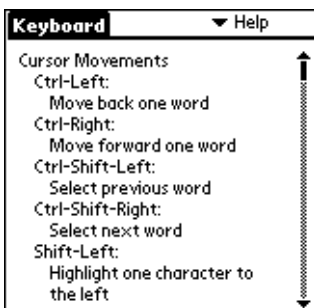 Keyboard
Help
Cursor Movements
Ctrl-Left:
Move back one word
Ctrl-Right:
Move forward one word
Ctrl-Shift-Left:
Select previous word
Ctrl-Shift-Right:
Select next word
Shift-Left:
Highlight one character to
the left